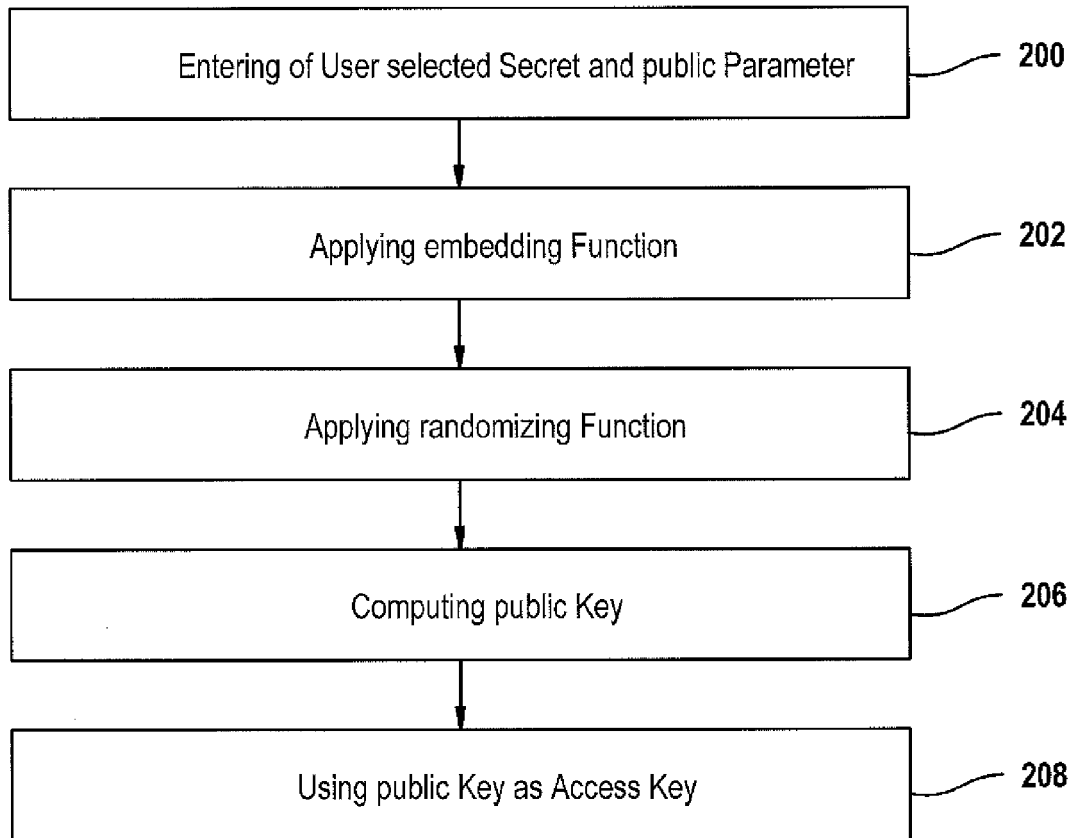 Entering of User selected Secret and public Parameter
200
Applying embedding Function
202
Applying randomizing Function
204
Computing public Key
206
Using public Key as Access Key
208